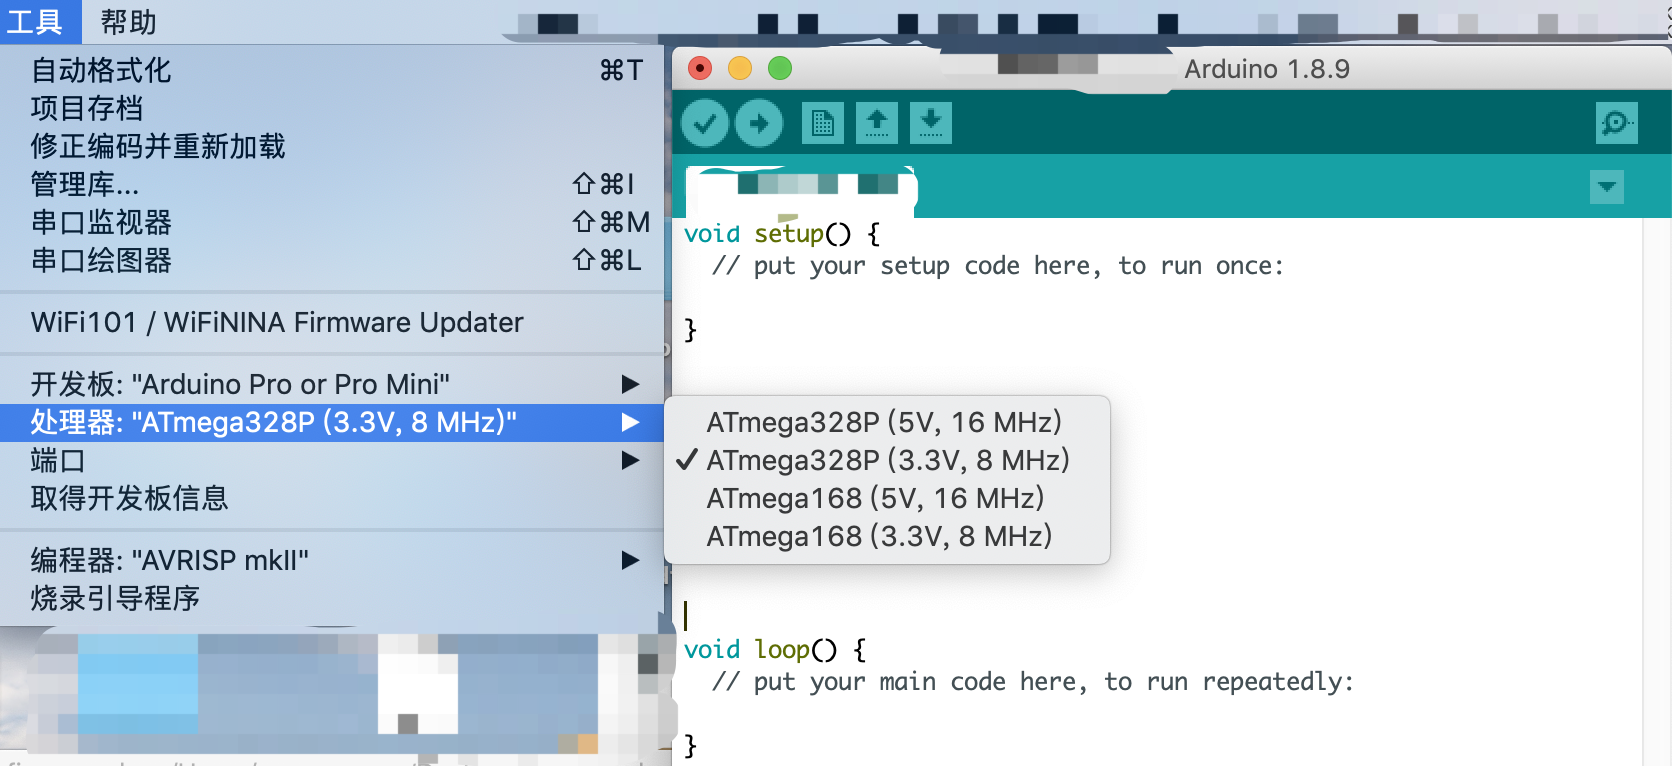 工具 帮助
自动格式化 ⌘T
项目存档
修正编码并重新加载
管理库... ⇧⌘I
串口监视器 ⇧⌘M
串口绘图器 ⇧⌘L
WiFi101 / WiFiNINA Firmware Updater
开发板: "Arduino Pro or Pro Mini"
处理器: "ATmega328P (3.3V, 8 MHz)"
端口
取得开发板信息
编程器: "AVRISP mkII"
烧录引导程序
ATmega328P (5V, 16 MHz)
✓ ATmega328P (3.3V, 8 MHz)
ATmega168 (5V, 16 MHz)
ATmega168 (3.3V, 8 MHz)
Arduino 1.8.9
void setup() {
// put your setup code here, to run once:
}
void loop() {
// put your main code here, to run repeatedly:
}